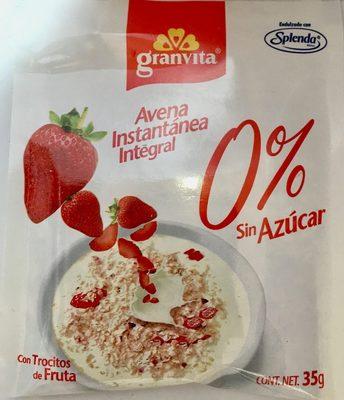 granvita
Endulzado con
Splenda
Avena
Instantánea
Integral
0%
Sin Azúcar
Con Trocitos
de Fruta
CONT. NET. 35g